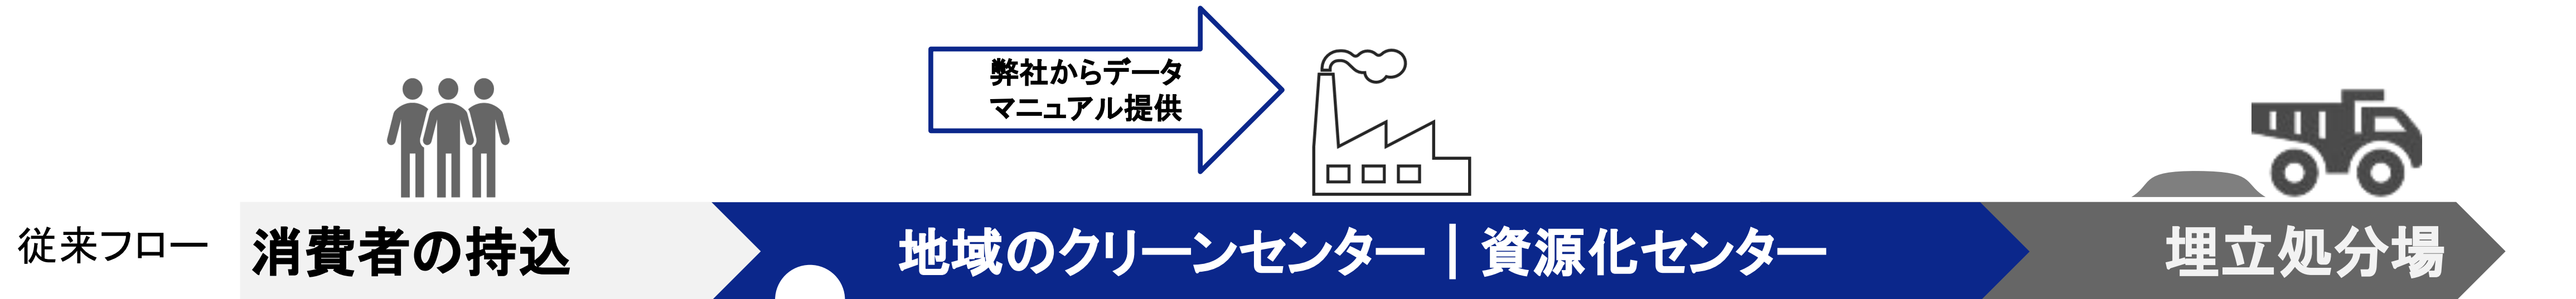 弊社からデータ
マニュアル提供
従来フロー
消費者の持込
地域のクリーンセンター｜資源化センター
埋立処分場